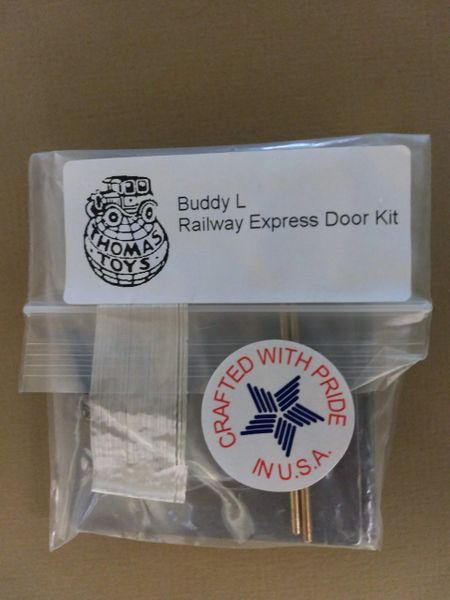 Buddy L
Railway Express Door Kit
THOMAS
TOYS
CRAFTED WITH PRIDE
IN U.S.A.